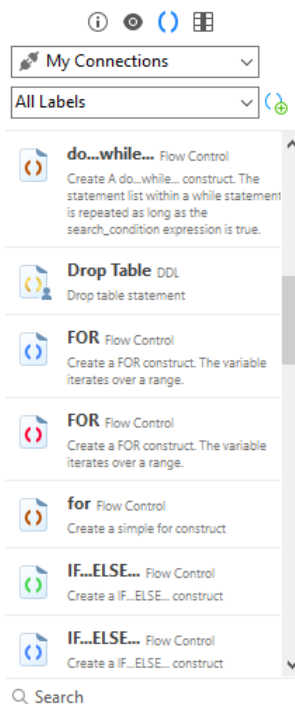 My Connections
All Labels
do...while... Flow Control
Create A do...while... construct. The
statement list within a while statement
is repeated as long as the
search_condition expression is true.
Drop Table DDL
Drop table statement
FOR Flow Control
Create a FOR construct. The variable
iterates over a range.
FOR Flow Control
Create a FOR construct. The variable
iterates over a range.
for Flow Control
Create a simple for construct
IF...ELSE... Flow Control
Create a IF...ELSE... construct
IF...ELSE... Flow Control
Create a IF...ELSE... construct
Search